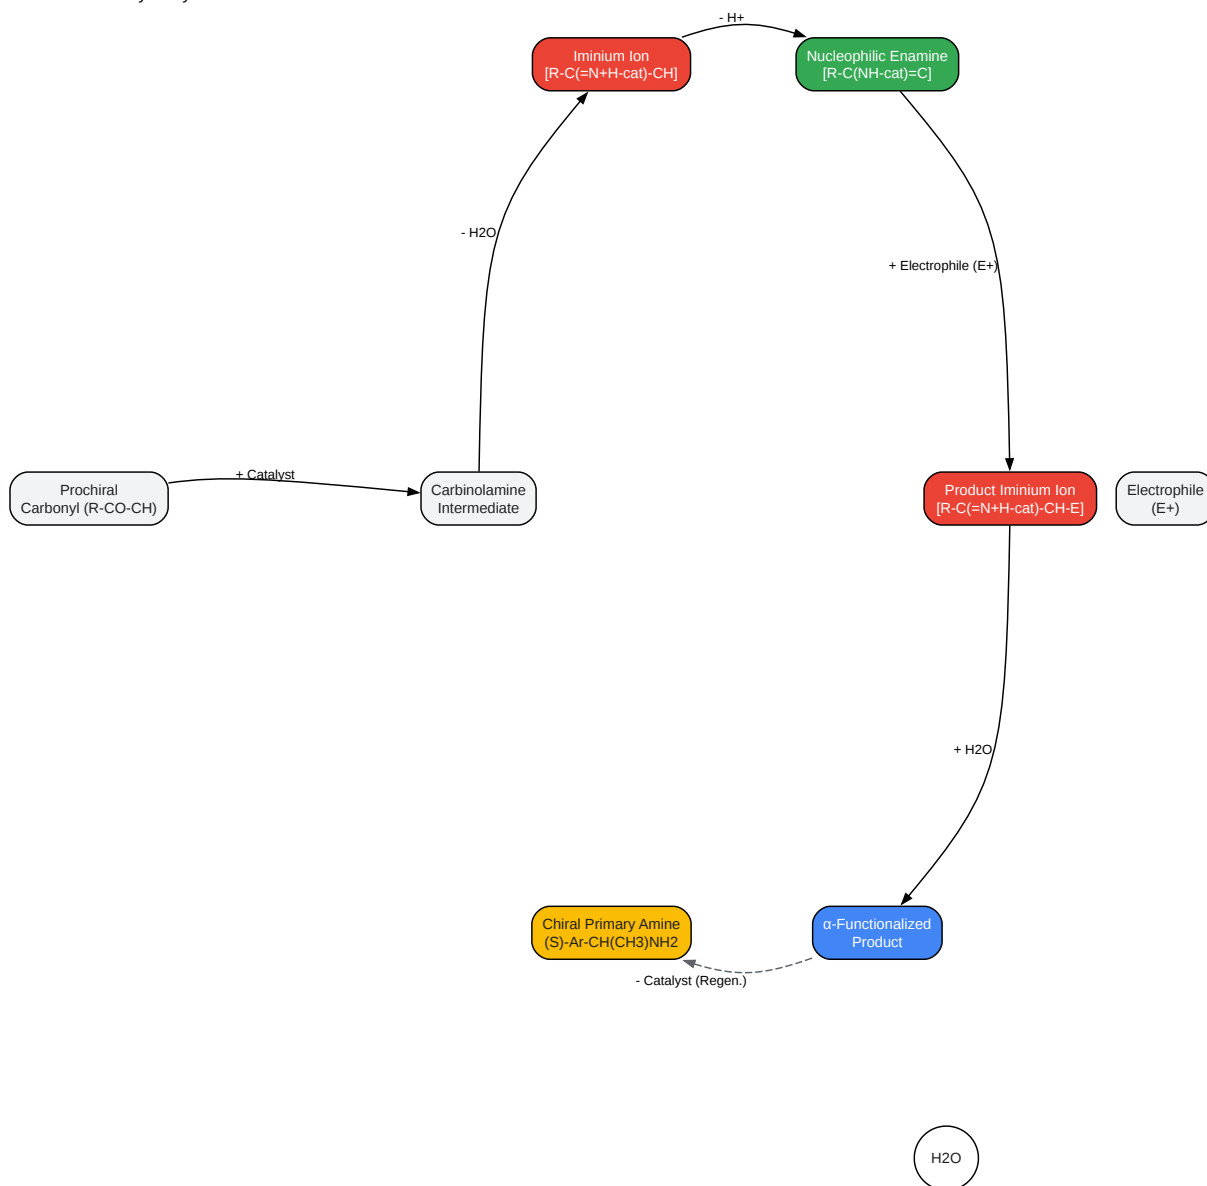 - H+
Iminium Ion
[R-C(=N+H-cat)-CH]
Nucleophilic Enamine
[R-C(NH-cat)=C]
- H2O
+ Electrophile (E+)
+ Catalyst
Prochiral
Carbonyl (R-CO-CH)
Carbinolamine
Intermediate
Product Iminium Ion
[R-C(=N+H-cat)-CH-E]
Electrophile
(E+)
+ H2O
Chiral Primary Amine
(S)-Ar-CH(CH3)NH2
α-Functionalized
Product
- Catalyst (Regen.)
H2O